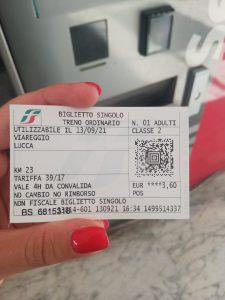 BIGLIETTO SINGOLO
TRENO ORDINARIO
N. 01 ADULTI
UTILIZZABILE IL 13/09/21
CLASSE 2
VIAREGGIO
LUCCA
KM 23
TARIFFA 39/17
VALE 4H DA CONVALIDA
EUR ****3,60
NO CAMBIO NO RIMBORSO
POS
NON FISCALE BIGLIETTO SINGOLO
130921 16:34 1499514337
BS